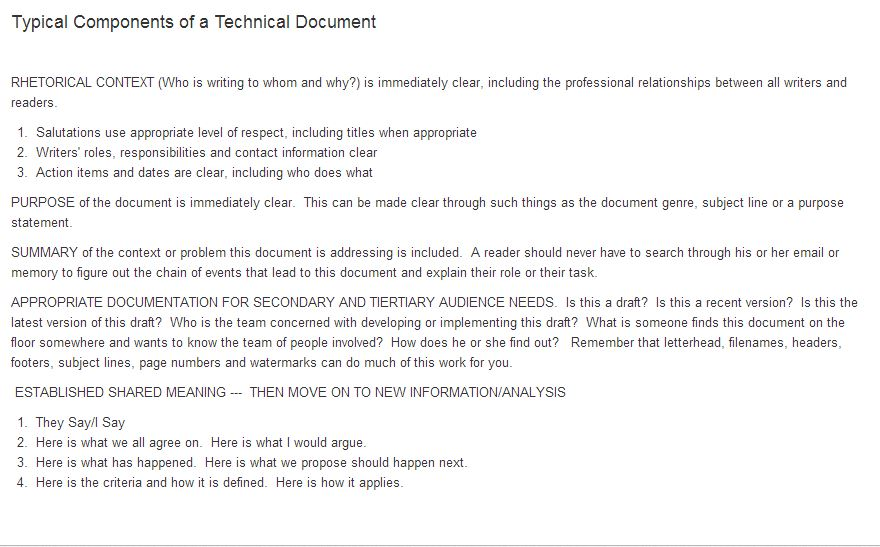 Typical Components of a Technical Document
RHETORICAL CONTEXT (Who is writing to whom and why?) is immediately clear, including the professional relationships between all writers and
readers.
1. Salutations use appropriate level of respect, including titles when appropriate
2. Writers' roles, responsibilities and contact information clear
3. Action items and dates are clear, including who does what
PURPOSE of the document is immediately clear.  This can be made clear through such things as the document genre, subject line or a purpose
statement.
SUMMARY of the context or problem this document is addressing is included.  A reader should never have to search through his or her email or
memory to figure out the chain of events that lead to this document and explain their role or their task.
APPROPRIATE DOCUMENTATION FOR SECONDARY AND TIERTIARY AUDIENCE NEEDS.  Is this a draft?  Is this a recent version?  Is this the
latest version of this draft?  Who is the team concerned with developing or implementing this draft?  What is someone finds this document on the
floor somewhere and wants to know the team of people involved?  How does he or she find out?   Remember that letterhead, filenames, headers,
footers, subject lines, page numbers and watermarks can do much of this work for you.
ESTABLISHED SHARED MEANING ---  THEN MOVE ON TO NEW INFORMATION/ANALYSIS
1. They Say/I Say
2. Here is what we all agree on.  Here is what I would argue.
3. Here is what has happened.  Here is what we propose should happen next.
4. Here is the criteria and how it is defined.  Here is how it applies.